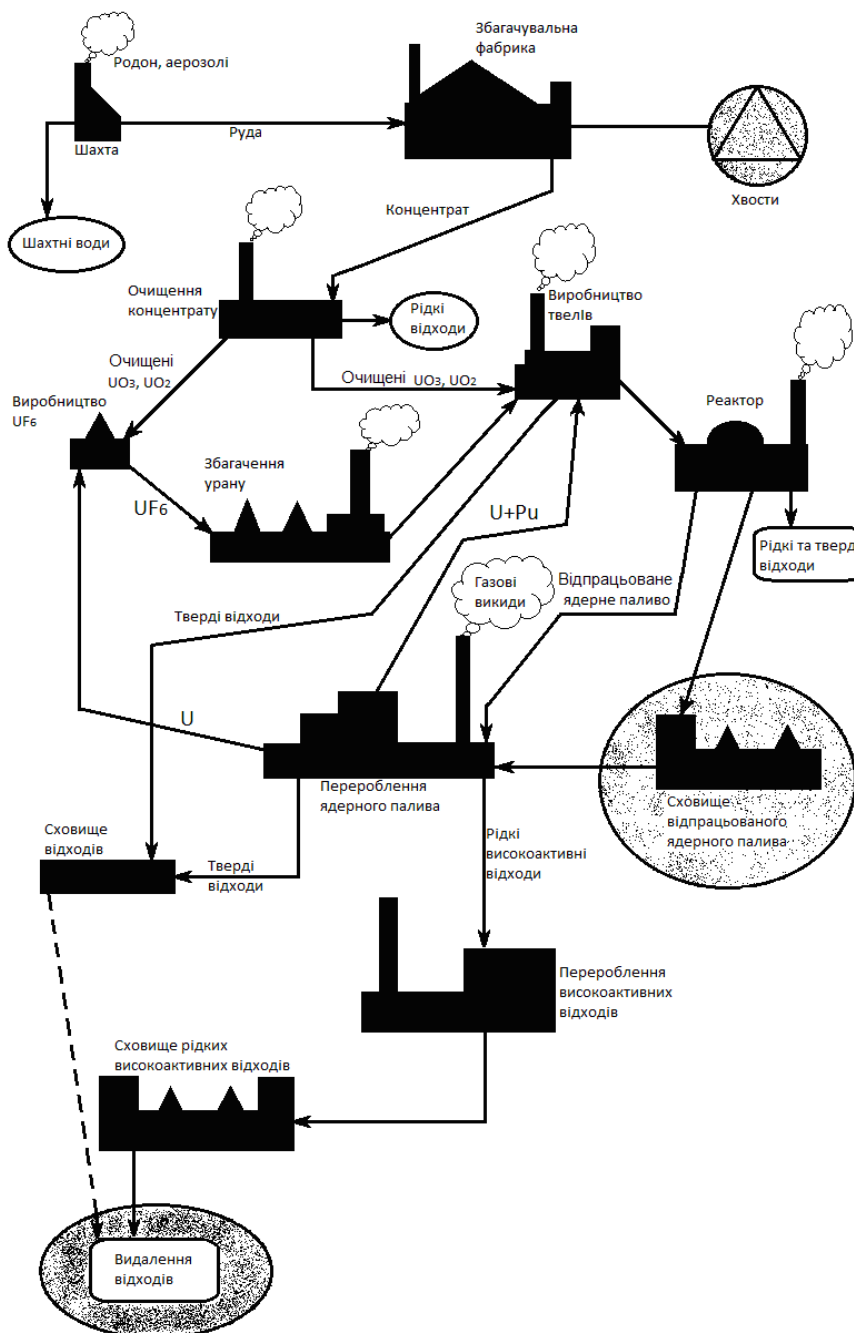 Збагачувальна
фабрика
Родон, аерозолі
Руда
Шахта
Хвости
Концентрат
Шахтні води
Очищення
концентрату
Рідкі
відходи
Виробництво
твелів
Очищені
UO3, UO2
Очищені UO3, UO2
Виробництво
UF6
Реактор
Збагачення
урану
UF6
U+Pu
Рідкі та тверді
відходи
Газові
викиди
Відпрацьоване
ядерне паливо
Тверді відходи
U
Перероблення
ядерного палива
Сховище
відпрацьованого
ядерного палива
Сховище
відходів
Рідкі
високоактивні
відходи
Тверді
відходи
Перероблення
високоактивних
відходів
Сховище рідких
високоактивних відходів
Видалення
відходів